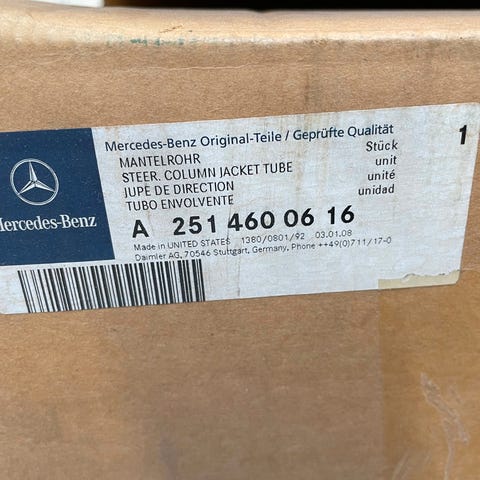 Mercedes-Benz
Mercedes-Benz Original-Teile / Geprüfte Qualität
MANTELROHR Stück 1
STEER. COLUMN JACKET TUBE unit
JUPE DE DIRECTION unité
TUBO ENVOLVENTE unidad
A 251 460 06 16
Made in UNITED STATES 1380/0801/92 03.01.08
Daimler AG, 70546 Stuttgart, Germany, Phone ++49(0)711/17-0